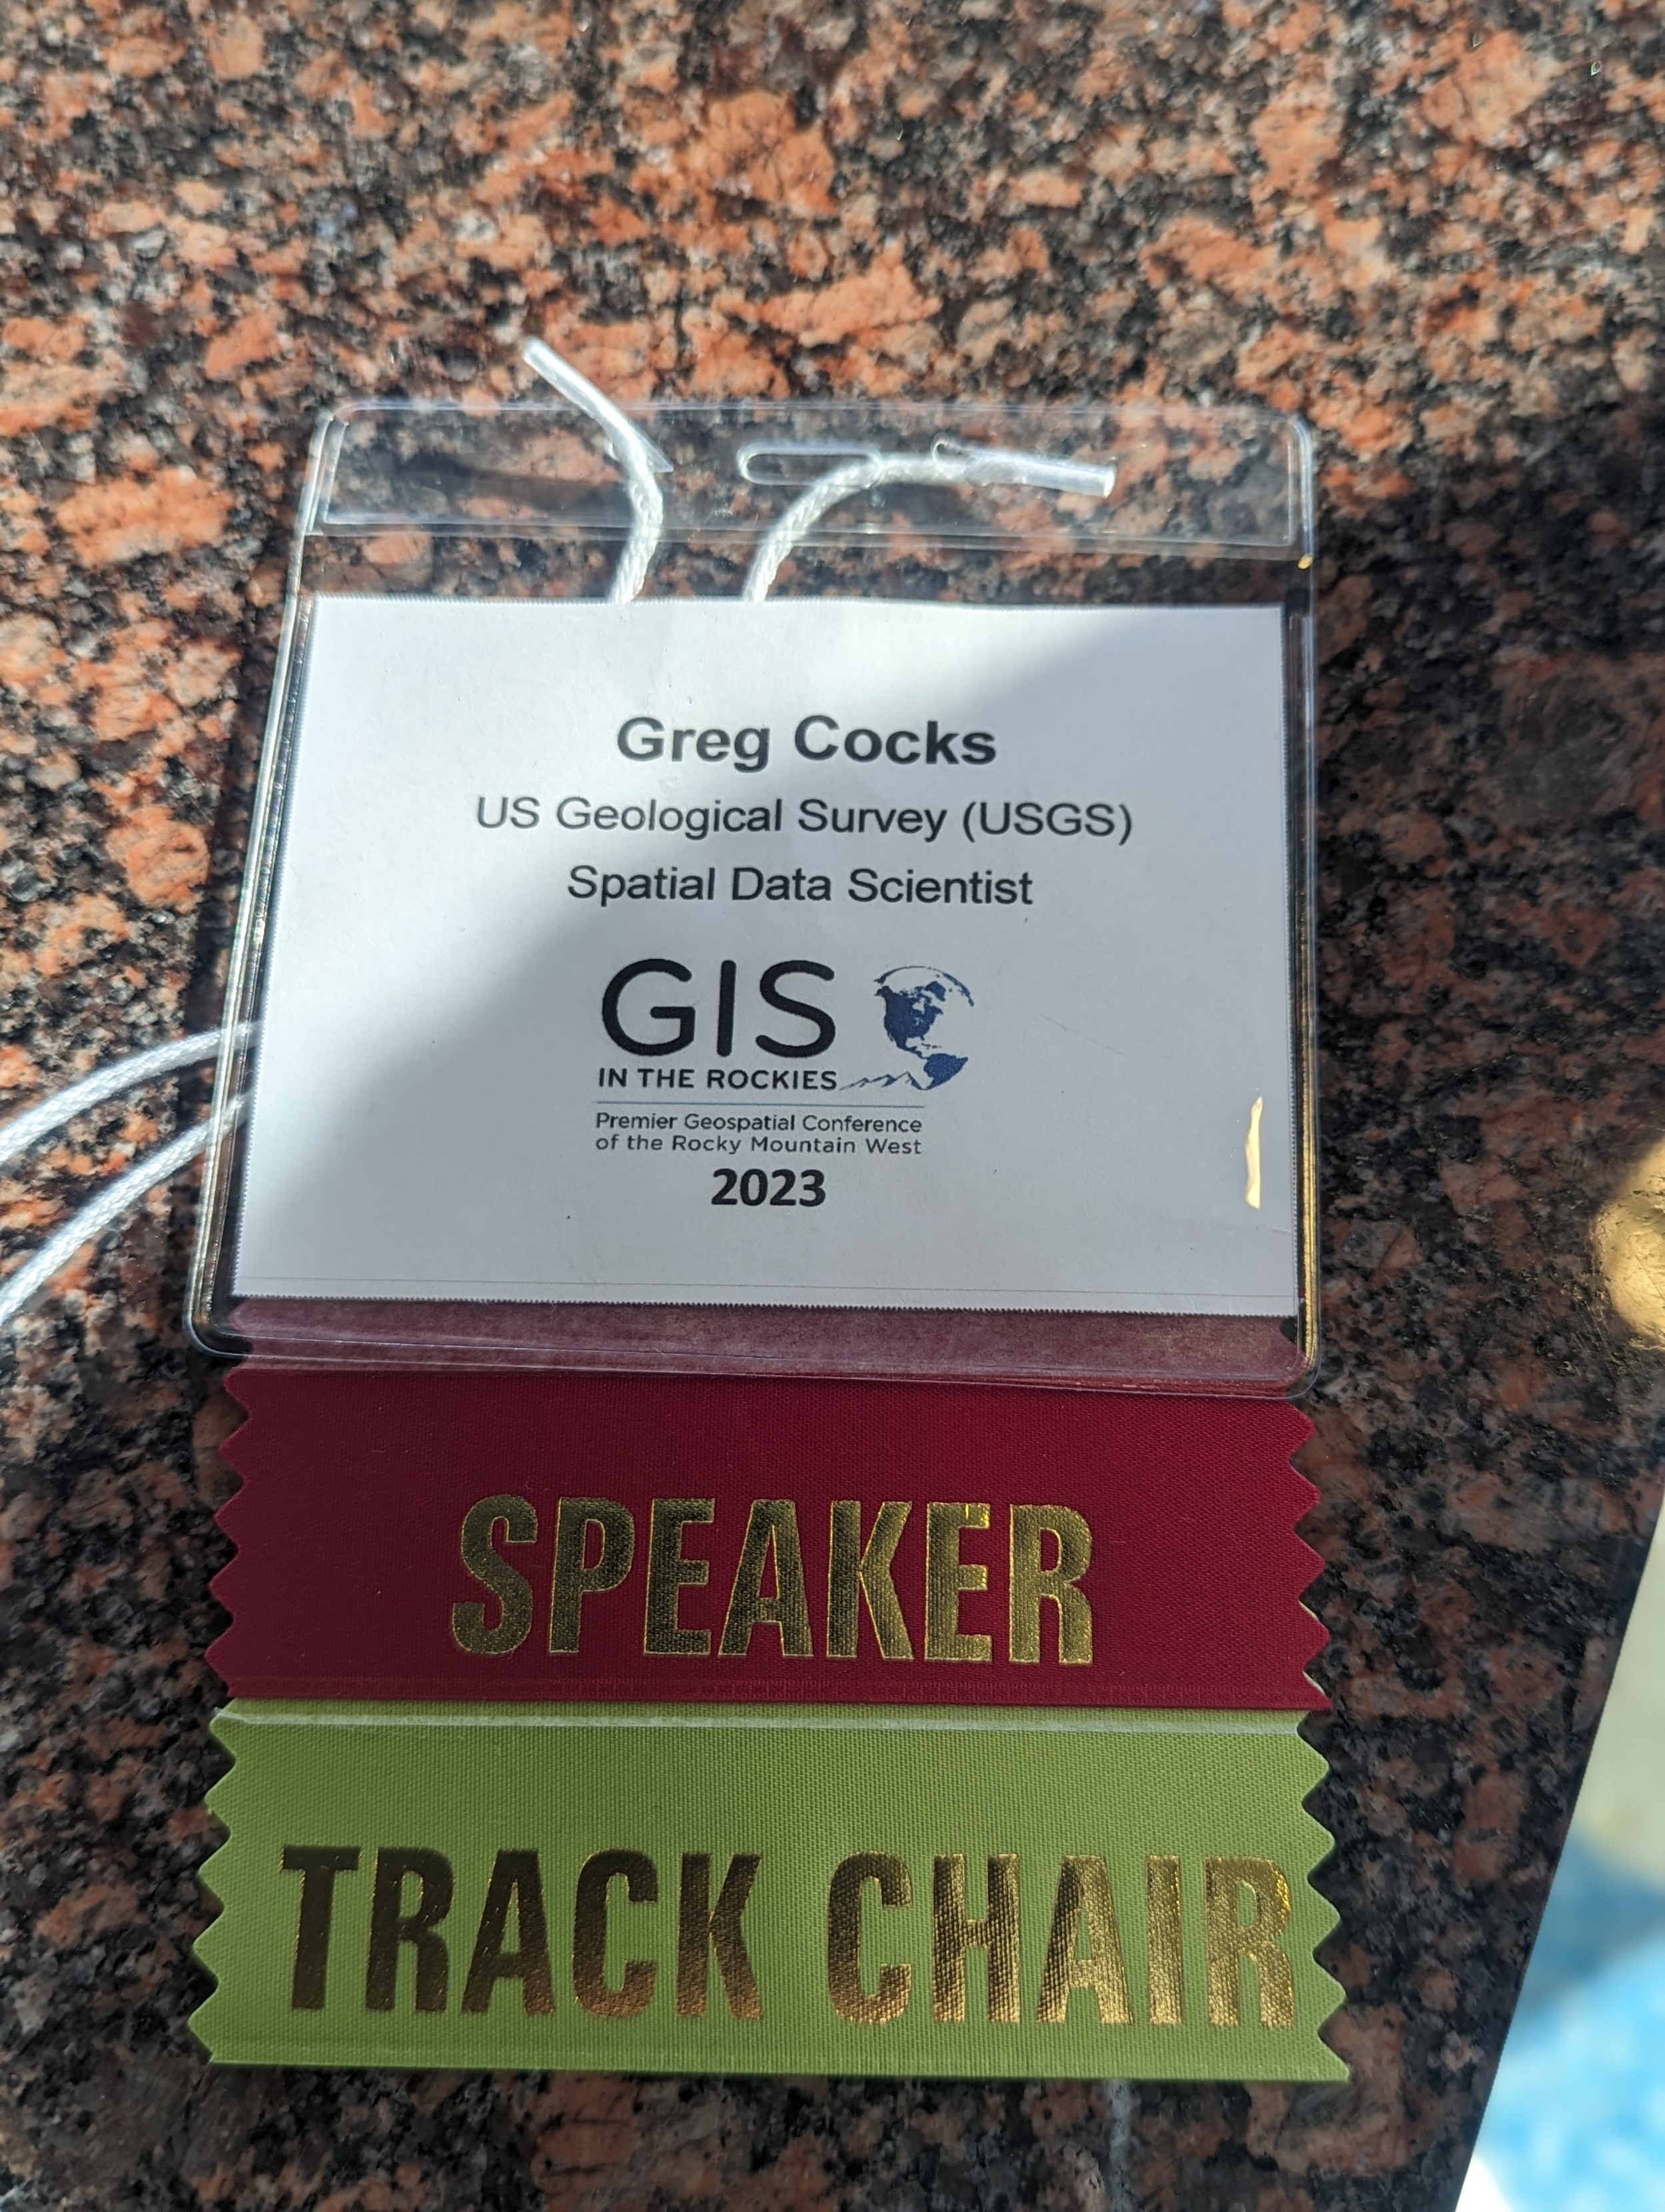 Greg Cocks
US Geological Survey (USGS)
Spatial Data Scientist
GIS
IN THE ROCKIES
Premier Geospatial Conference
of the Rocky Mountain West
2023
SPEAKER
TRACK CHAIR